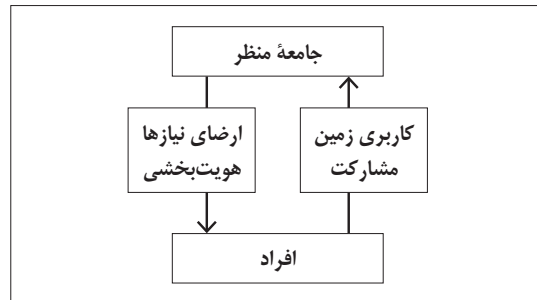 جامعهٔ منظر
کاربری زمین
مشارکت
ارضای نیازها
هویت‌بخشی
افراد